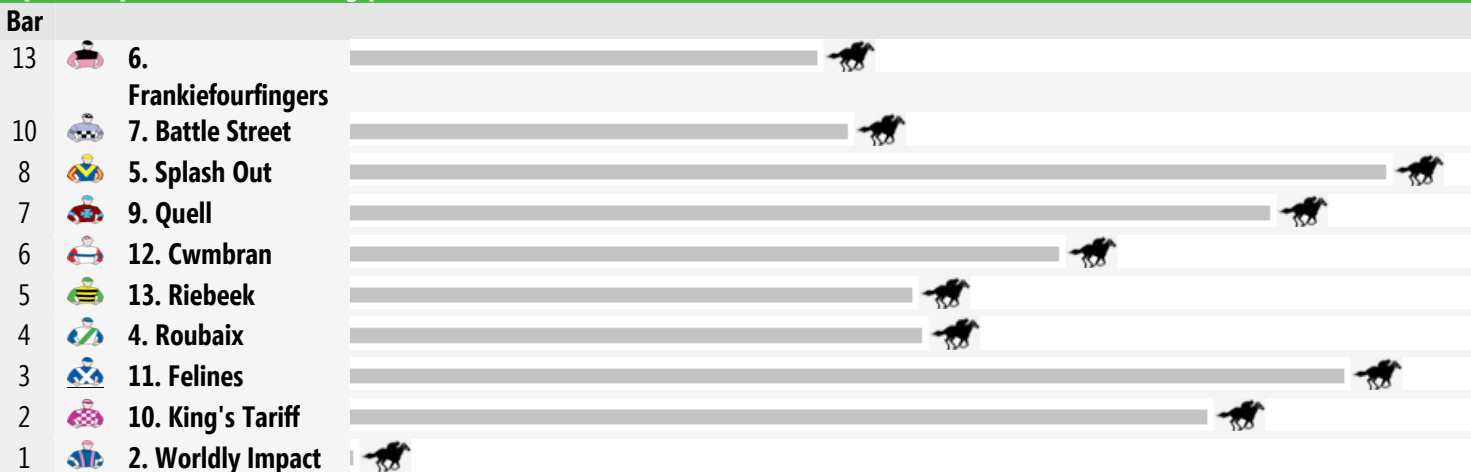 Bar
13 6.
Frankiefourfingers
10 7. Battle Street
8 5. Splash Out
7 9. Quell
6 12. Cwmbran
5 13. Riebeek
4 4. Roubaix
3 11. Felines
2 10. King's Tariff
1 2. Worldly Impact